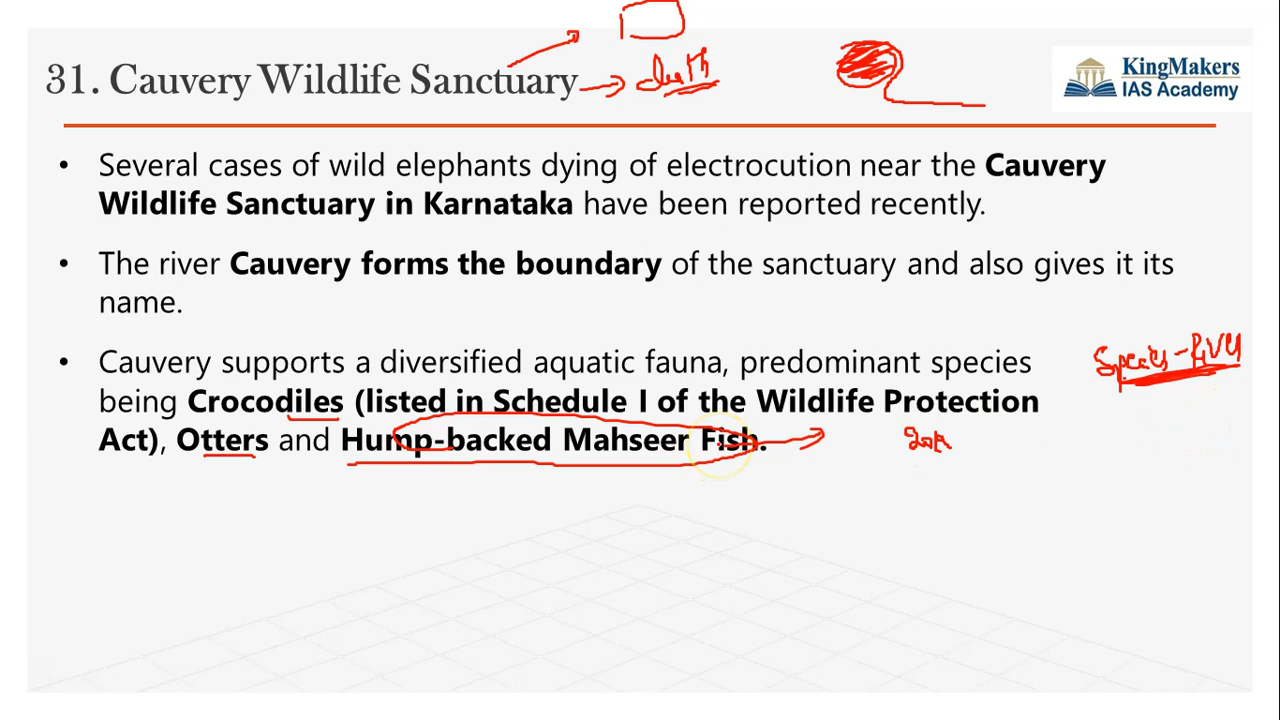 31. Cauvery Wildlife Sanctuary
death
KingMakers
IAS Academy
• Several cases of wild elephants dying of electrocution near the Cauvery
Wildlife Sanctuary in Karnataka have been reported recently.
• The river Cauvery forms the boundary of the sanctuary and also gives it its
name.
• Cauvery supports a diversified aquatic fauna, predominant species
being Crocodiles (listed in Schedule I of the Wildlife Protection
Act), Otters and Hump-backed Mahseer Fish.
Species -